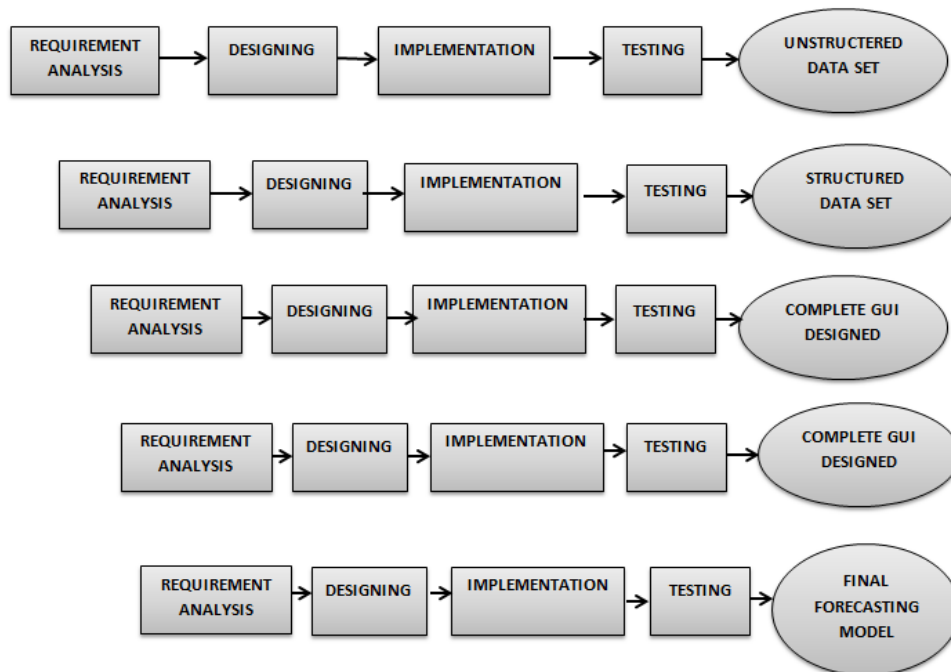 REQUIREMENT
ANALYSIS
DESIGNING
IMPLEMENTATION
TESTING
UNSTRUCTERED
DATA SET
REQUIREMENT
ANALYSIS
DESIGNING
IMPLEMENTATION
TESTING
STRUCTURED
DATA SET
REQUIREMENT
ANALYSIS
DESIGNING
IMPLEMENTATION
TESTING
COMPLETE GUI
DESIGNED
REQUIREMENT
ANALYSIS
DESIGNING
IMPLEMENTATION
TESTING
COMPLETE GUI
DESIGNED
REQUIREMENT
ANALYSIS
DESIGNING
IMPLEMENTATION
TESTING
FINAL
FORECASTING
MODEL